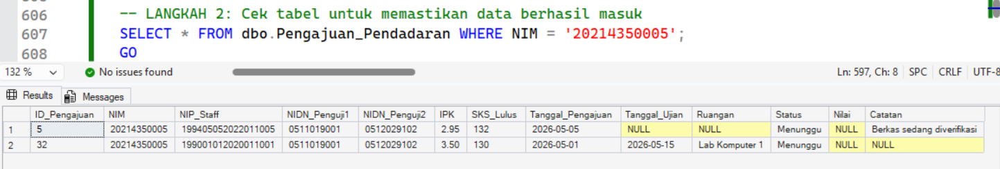 606 -- LANGKAH 2: Cek tabel untuk memastikan data berhasil masuk
607 SELECT * FROM dbo.Pengajuan_Pendadaran WHERE NIM = '20214350005';
608 GO
132 % No issues found Ln: 597, Ch: 8 SPC CRLF UTF-8
Results Messages
ID_Pengajuan NIM NIP_Staff NIDN_Penguji1 NIDN_Penguji2 IPK SKS_Lulus Tanggal_Pengajuan Tanggal_Ujian Ruangan Status Nilai Catatan
1 5 20214350005 199405052022011005 0511019001 0512029102 2.95 132 2026-05-05 NULL NULL Menunggu NULL Berkas sedang diverifikasi
2 32 20214350005 199001012020011001 0511019001 0512029102 3.50 130 2026-05-01 2026-05-15 Lab Komputer 1 Menunggu NULL NULL